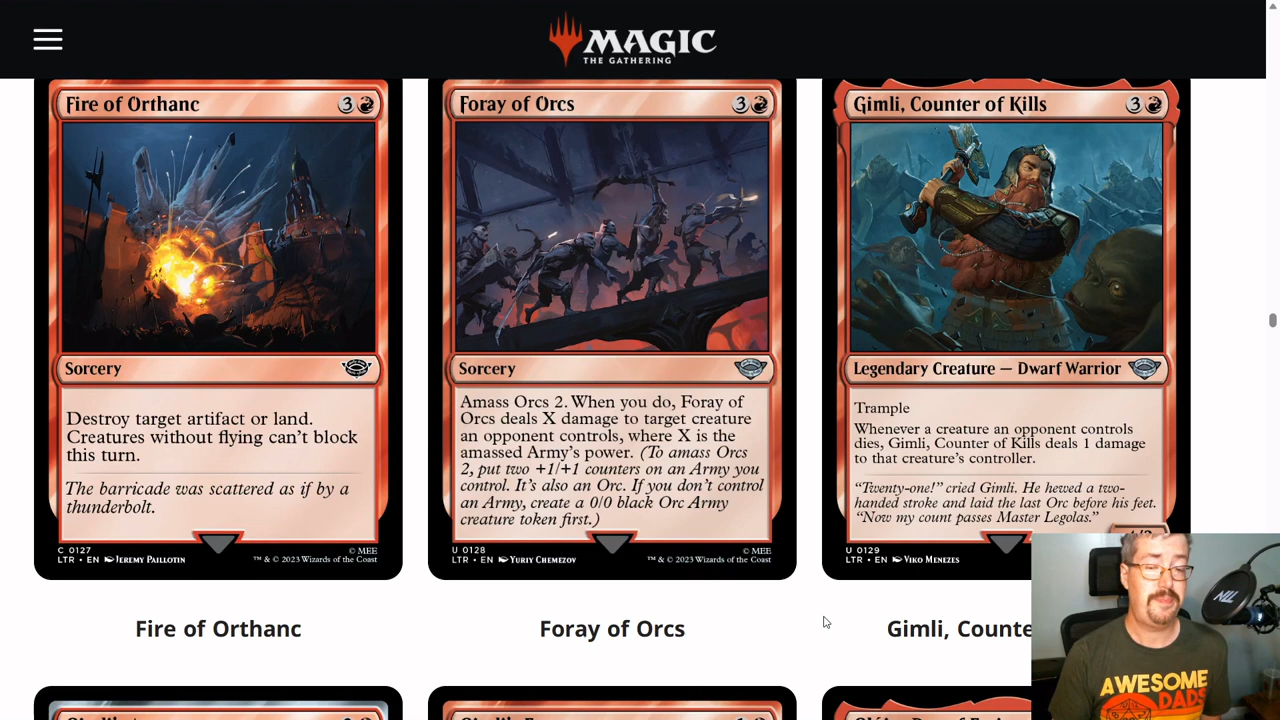 MAGIC
THE GATHERING
Fire of Orthanc
3
Sorcery
Destroy target artifact or land.
Creatures without flying can't block
this turn.
The barricade was scattered as if by a
thunderbolt.
C 0127
LTR • EN JEREMY PAILLOTIN
© MEE
™ & © 2023 Wizards of the Coast
Foray of Orcs
3
Sorcery
Amass Orcs 2. When you do, Foray of
Orcs deals X damage to target creature
an opponent controls, where X is the
amassed Army's power. (To amass Orcs
2, put two +1/+1 counters on an Army you
control. It's also an Orc. If you don't control
an Army, create a 0/0 black Orc Army
creature token first.)
U 0128
LTR • EN YURIY CHEMEZOV
© MEE
™ & © 2023 Wizards of the Coast
Gimli, Counter of Kills
3
Legendary Creature — Dwarf Warrior
Trample
Whenever a creature an opponent controls
dies, Gimli, Counter of Kills deals 1 damage
to that creature's controller.
"Twenty-one!" cried Gimli. He hewed a two-
handed stroke and laid the last Orc before his feet.
"Now my count passes Master Legolas."
U 0129
LTR • EN VIKO MENEZES
Fire of Orthanc
Foray of Orcs
Gimli, Counte
NIL
AWESOME
DADS